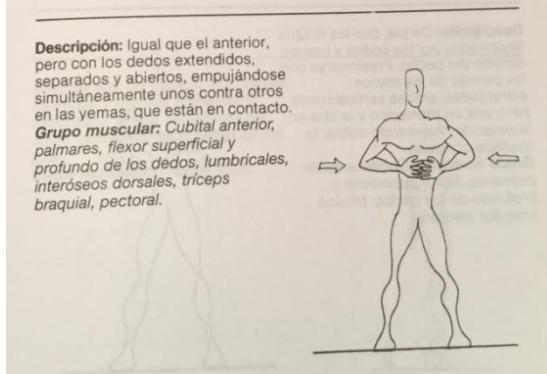 Descripción: Igual que el anterior,
pero con los dedos extendidos,
separados y abiertos, empujándose
simultáneamente unos contra otros
en las yemas, que están en contacto.
Grupo muscular: Cubital anterior,
palmares, flexor superficial y
profundo de los dedos, lumbricales,
interóseos dorsales, tríceps
braquial, pectoral.